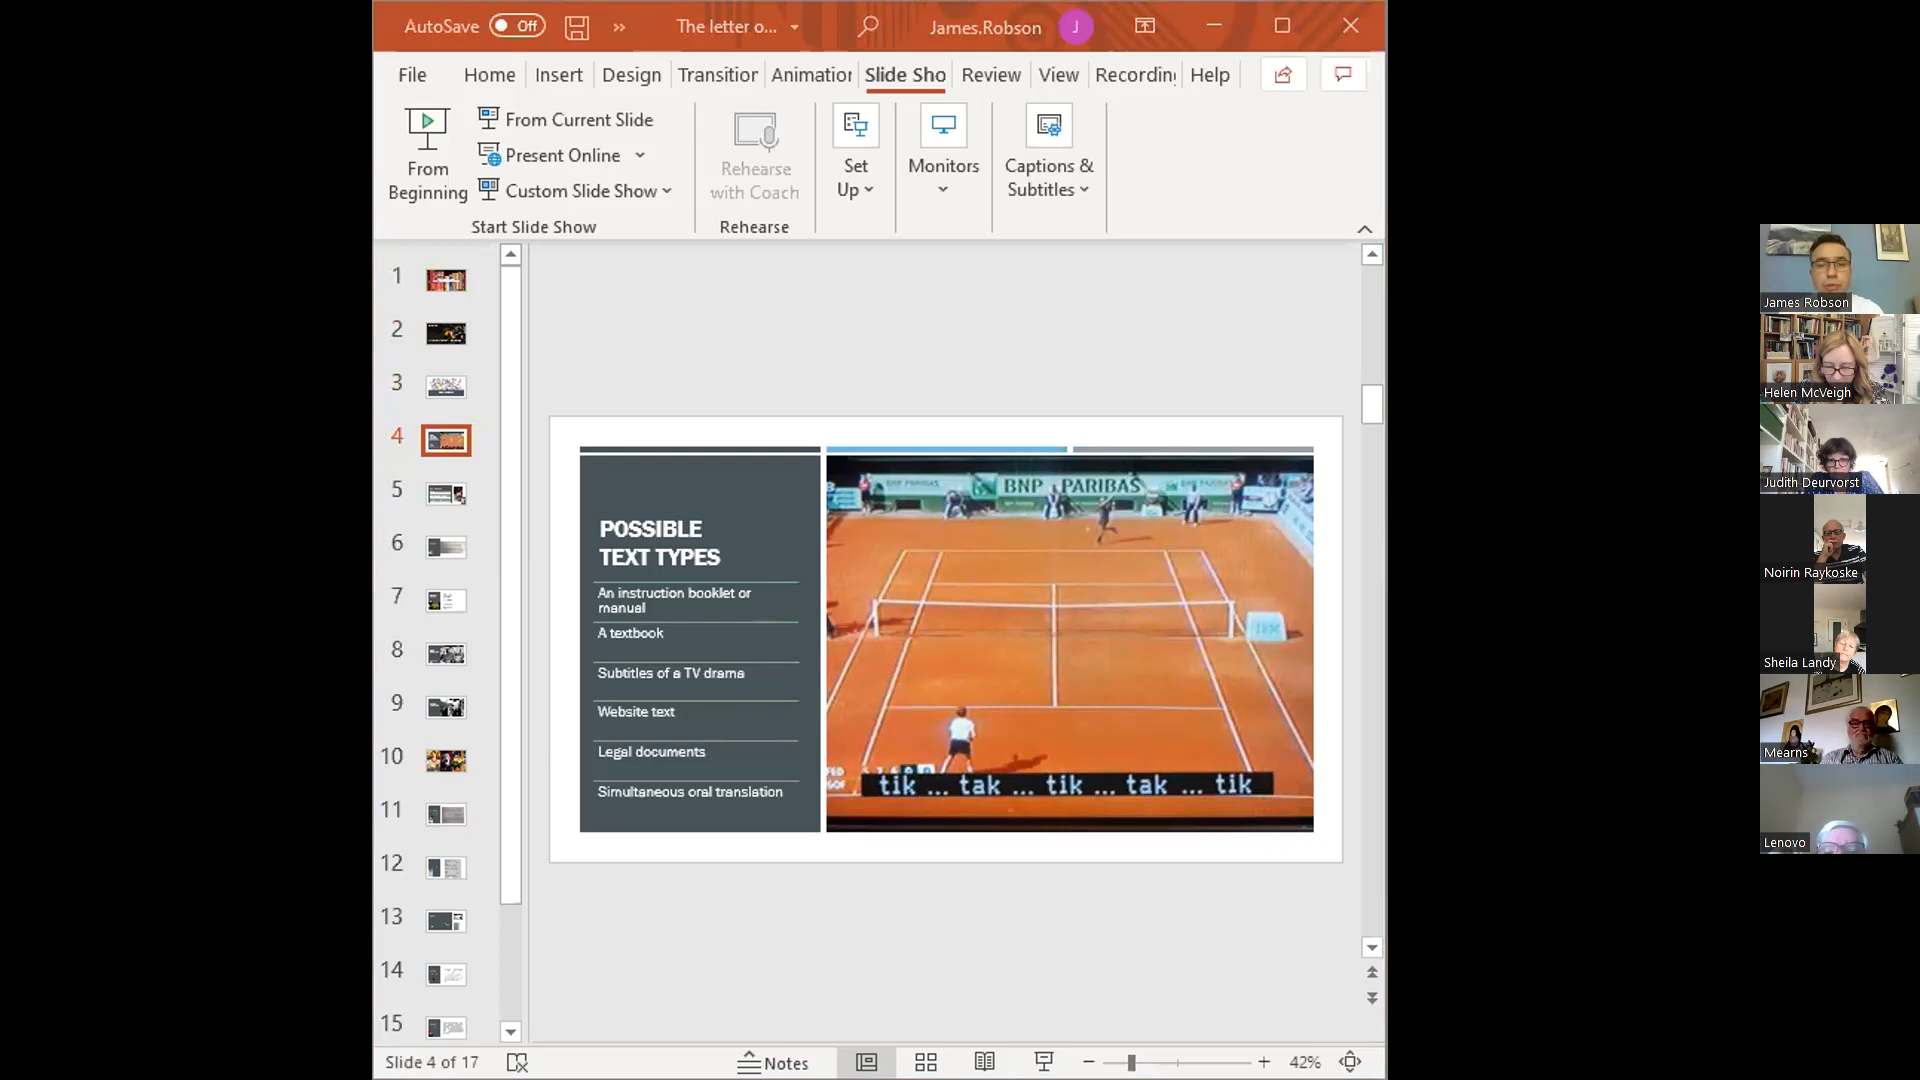 AutoSave Off » The letter o... James.Robson J
File Home Insert Design Transition Animation Slide Sho Review View Recordin Help
From Current Slide
Present Online
Custom Slide Show
From
Beginning
Start Slide Show
Rehearse
with Coach
Rehearse
Set
Up
Monitors
Captions &
Subtitles
1
2
3
4
5
6
7
8
9
10
11
12
13
14
15
POSSIBLE
TEXT TYPES
An instruction booklet or
manual
A textbook
Subtitles of a TV drama
Website text
Legal documents
Simultaneous oral translation
BNP PARIBAS
BNP PARIBAS
tik ... tak ... tik ... tak ... tik
Slide 4 of 17 Notes 42%
James Robson
Helen McVeigh
Judith Deurvorst
Noirin Raykoske
Sheila Landy
Mearns
Lenovo